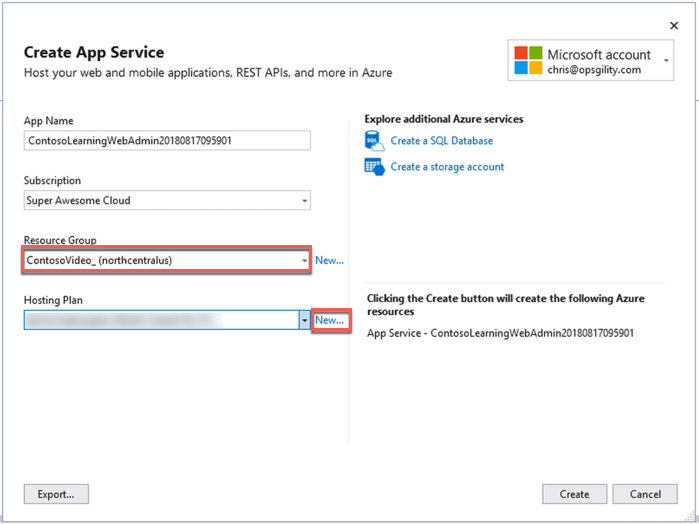 Create App Service
Host your web and mobile applications, REST APIs, and more in Azure
Microsoft account
chris@opsgility.com
App Name
ContosoLearningWebAdmin20180817095901
Subscription
Super Awesome Cloud
Resource Group
ContosoVideo_ (northcentralus)
New...
Hosting Plan
New...
Explore additional Azure services
Create a SQL Database
Create a storage account
Clicking the Create button will create the following Azure
resources
App Service - ContosoLearningWebAdmin20180817095901
Export...
Create
Cancel